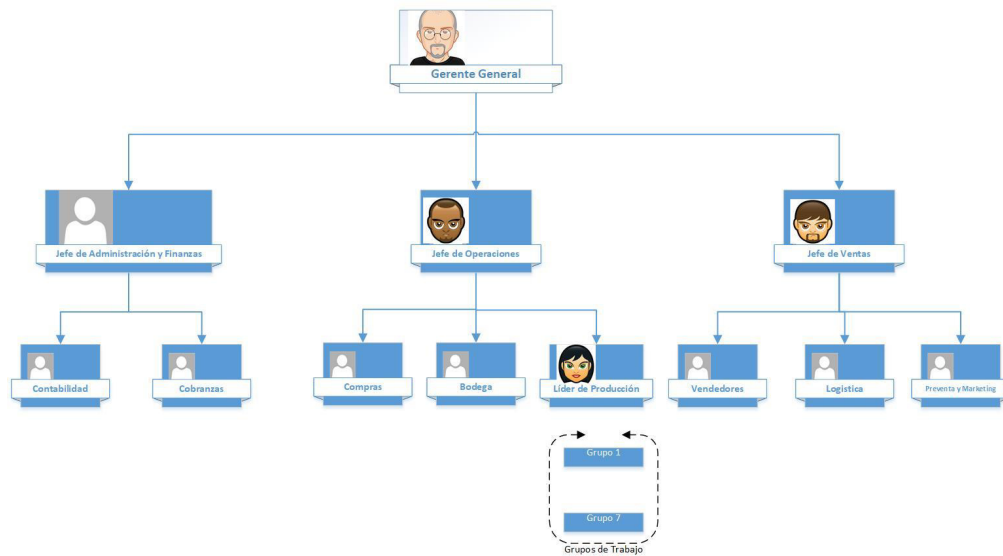 Gerente General
Jefe de Administración y Finanzas
Jefe de Operaciones
Jefe de Ventas
Contabilidad
Cobranzas
Compras
Bodega
Líder de Producción
Vendedores
Logistica
Preventa y Marketing
Grupo 1
Grupo 7
Grupos de Trabajo